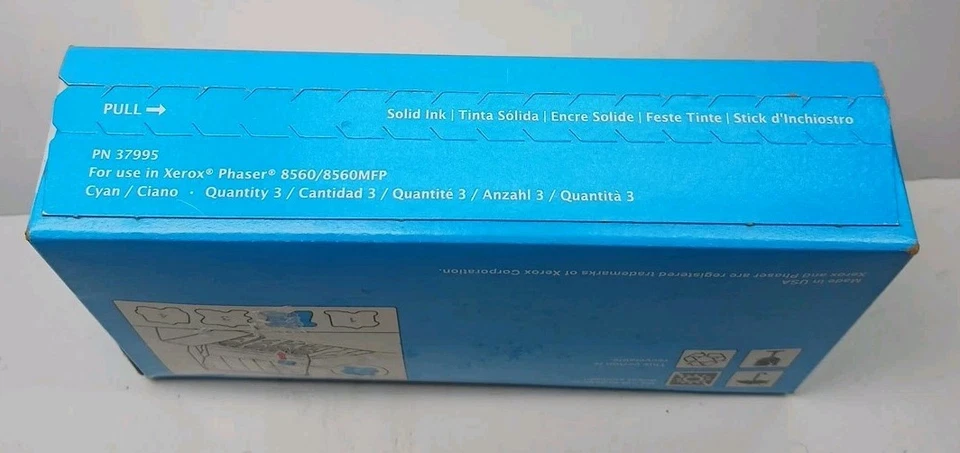 PULL →
Solid Ink | Tinta Sólida | Encre Solide | Feste Tinte | Stick d'Inchiostro
PN 37995
For use in Xerox® Phaser® 8560/8560MFP
Cyan / Ciano · Quantity 3 / Cantidad 3 / Quantité 3 / Anzahl 3 / Quantità 3
Made in USA
Xerox and Phaser are registered trademarks of Xerox Corporation.